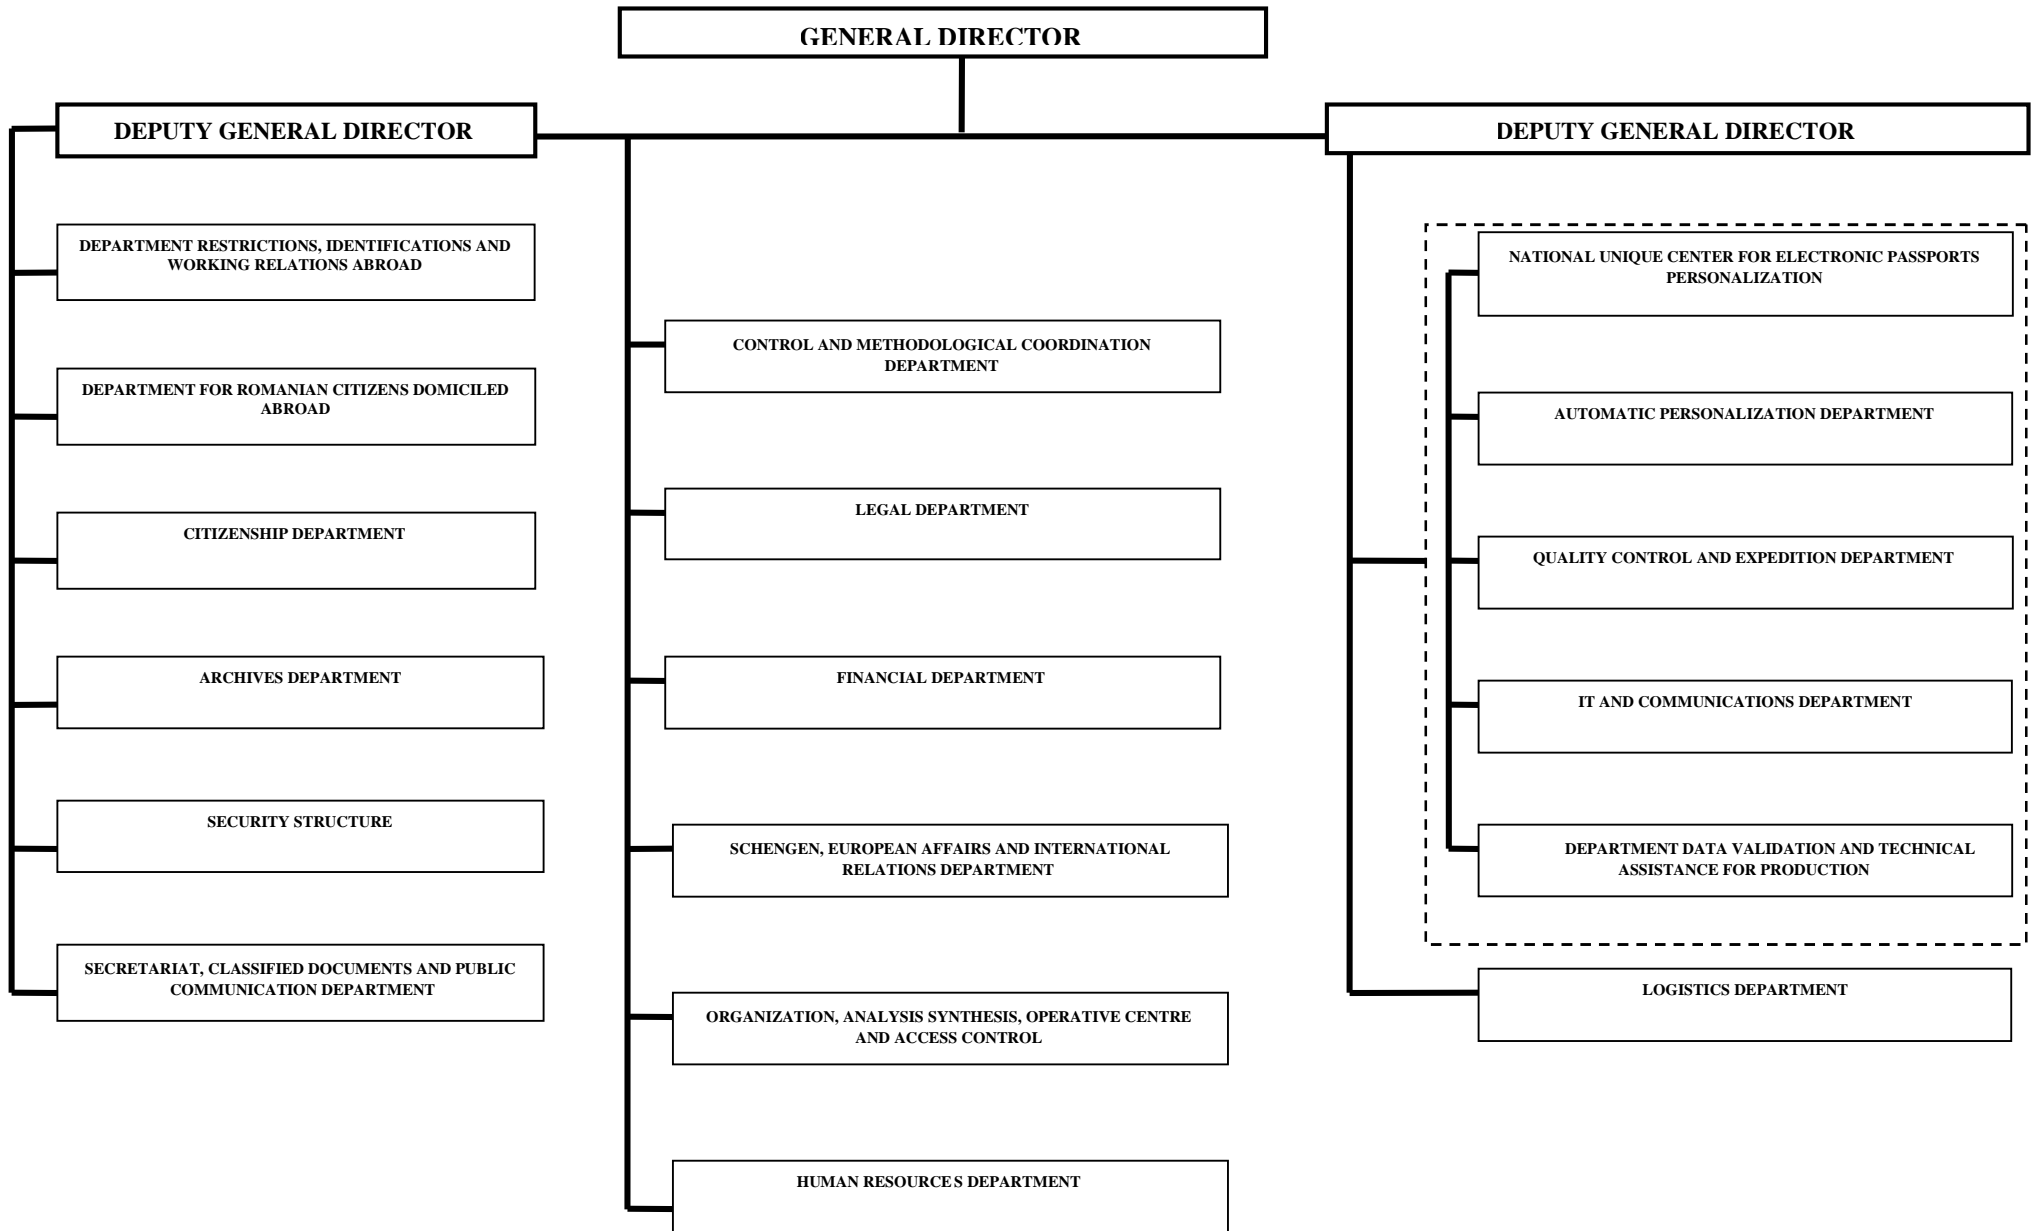 GENERAL DIRECTOR
DEPUTY GENERAL DIRECTOR
DEPARTMENT RESTRICTIONS, IDENTIFICATIONS AND
WORKING RELATIONS ABROAD
DEPARTMENT FOR ROMANIAN CITIZENS DOMICILED
ABROAD
CITIZENSHIP DEPARTMENT
ARCHIVES DEPARTMENT
SECURITY STRUCTURE
SECRETARIAT, CLASSIFIED DOCUMENTS AND PUBLIC
COMMUNICATION DEPARTMENT
CONTROL AND METHODOLOGICAL COORDINATION
DEPARTMENT
LEGAL DEPARTMENT
FINANCIAL DEPARTMENT
SCHENGEN, EUROPEAN AFFAIRS AND INTERNATIONAL
RELATIONS DEPARTMENT
ORGANIZATION, ANALYSIS SYNTHESIS, OPERATIVE CENTRE
AND ACCESS CONTROL
HUMAN RESOURCES DEPARTMENT
DEPUTY GENERAL DIRECTOR
NATIONAL UNIQUE CENTER FOR ELECTRONIC PASSPORTS
PERSONALIZATION
AUTOMATIC PERSONALIZATION DEPARTMENT
QUALITY CONTROL AND EXPEDITION DEPARTMENT
IT AND COMMUNICATIONS DEPARTMENT
DEPARTMENT DATA VALIDATION AND TECHNICAL
ASSISTANCE FOR PRODUCTION
LOGISTICS DEPARTMENT